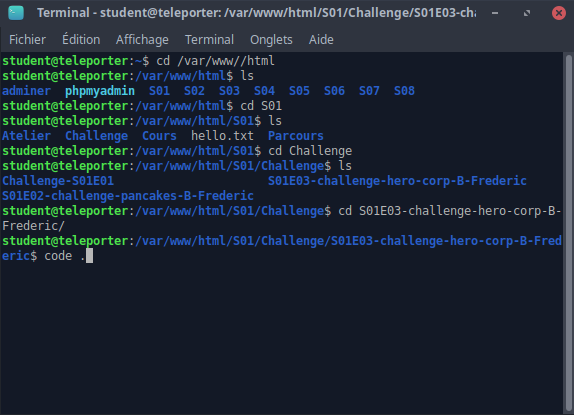 Terminal - student@teleporter: /var/www/html/S01/Challenge/S01E03-cha
Fichier Édition Affichage Terminal Onglets Aide
student@teleporter:~$ cd /var/www//html
student@teleporter:/var/www/html$ ls
adminer phpmyadmin S01 S02 S03 S04 S05 S06 S07 S08
student@teleporter:/var/www/html$ cd S01
student@teleporter:/var/www/html/S01$ ls
Atelier Challenge Cours hello.txt Parcours
student@teleporter:/var/www/html/S01$ cd Challenge
student@teleporter:/var/www/html/S01/Challenge$ ls
Challenge-S01E01 S01E03-challenge-hero-corp-B-Frederic
S01E02-challenge-pancakes-B-Frederic
student@teleporter:/var/www/html/S01/Challenge$ cd S01E03-challenge-hero-corp-B-
Frederic/
student@teleporter:/var/www/html/S01/Challenge/S01E03-challenge-hero-corp-B-Fred
eric$ code .